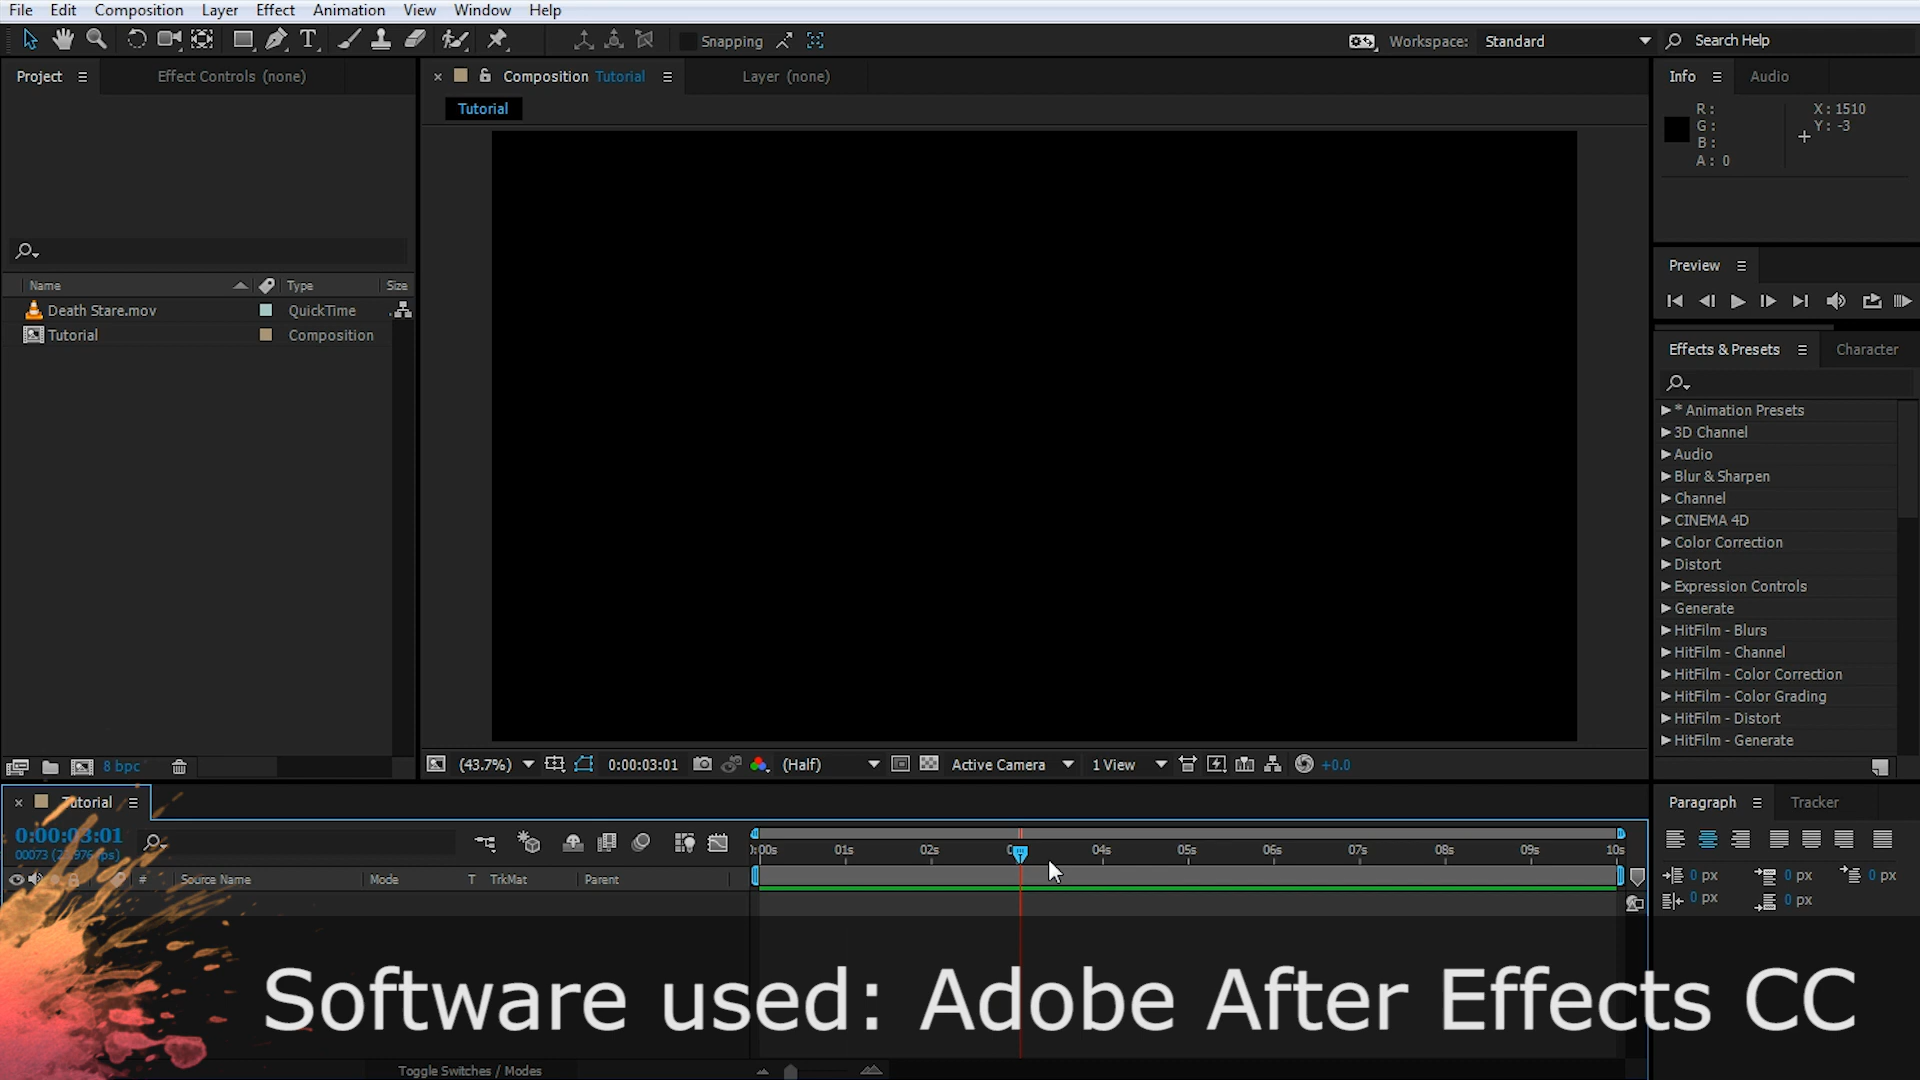 File Edit Composition Layer Effect Animation View Window Help
Snapping
Workspace: Standard
Search Help
Project
Effect Controls (none)
Composition Tutorial
Layer (none)
Info
Audio
Tutorial
R:
G:
B:
A: 0
X: 1510
Y: -3
Preview
Name Type Size
Death Stare.mov QuickTime
Tutorial Composition
Effects & Presets
Character
* Animation Presets
3D Channel
Audio
Blur & Sharpen
Channel
CINEMA 4D
Color Correction
Distort
Expression Controls
Generate
HitFilm - Blurs
HitFilm - Channel
HitFilm - Color Correction
HitFilm - Color Grading
HitFilm - Distort
HitFilm - Generate
8 bpc
(43.7%) 0:00:03:01 (Half) Active Camera 1 View +0.0
Tutorial
0:00:03:01
# Source Name Mode T TrkMat Parent
:00s 01s 02s 04s 05s 06s 07s 08s 09s 10s
Paragraph
Tracker
0 px 0 px 0 px
0 px 0 px
Software used: Adobe After Effects CC
Toggle Switches / Modes